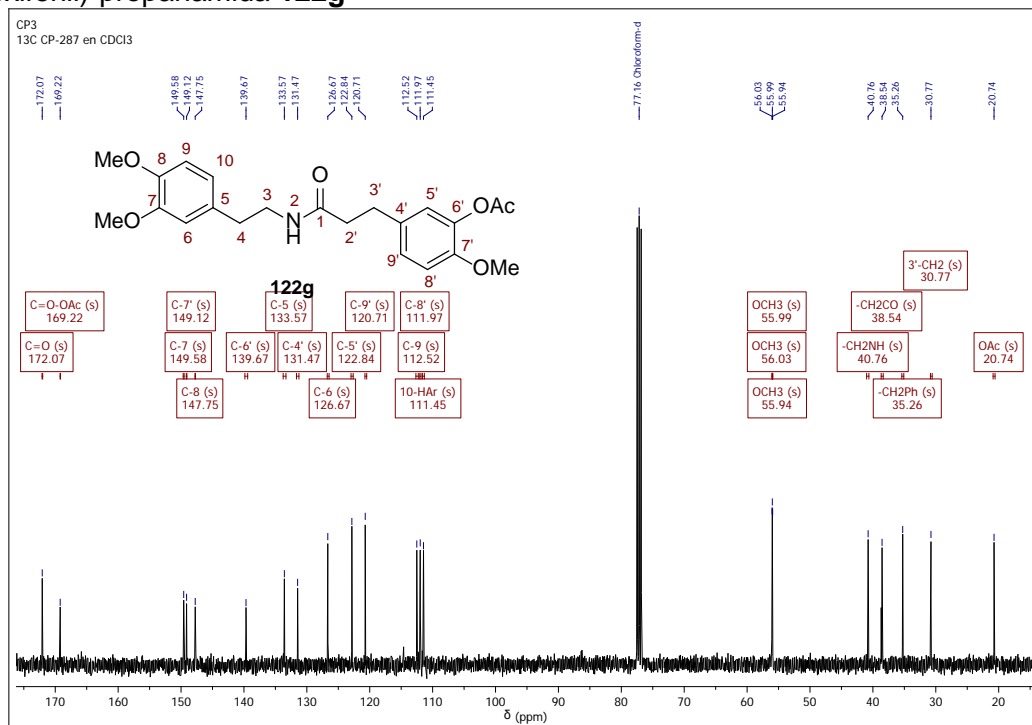 propanamida 122g
CP3
13C CP-287 en CDCl3
172.07
169.22
149.58
149.12
147.75
139.67
133.57
131.47
126.67
122.84
120.71
112.52
111.97
111.45
77.16 Chloroform-d
56.03
55.99
55.94
40.76
38.54
35.26
30.77
20.74
MeO
8
9
10
MeO
7
6
5
4
3
2
N
H
O
1
2'
3'
4'
5'
6'
OAc
7'
OMe
8'
9'
122g
3'-CH2 (s)
30.77
C=O-OAc (s)
169.22
C-7' (s)
149.12
C-5 (s)
133.57
C-9' (s)
120.71
C-8' (s)
111.97
OCH3 (s)
55.99
-CH2CO (s)
38.54
C=O (s)
172.07
C-7 (s)
149.58
C-6' (s)
139.67
C-4' (s)
131.47
C-5' (s)
122.84
C-9 (s)
112.52
OCH3 (s)
56.03
-CH2NH (s)
40.76
OAc (s)
20.74
C-8 (s)
147.75
C-6 (s)
126.67
10-HAr (s)
111.45
OCH3 (s)
55.94
-CH2Ph (s)
35.26
170 160 150 140 130 120 110 100 90 80 70 60 50 40 30 20
δ (ppm)